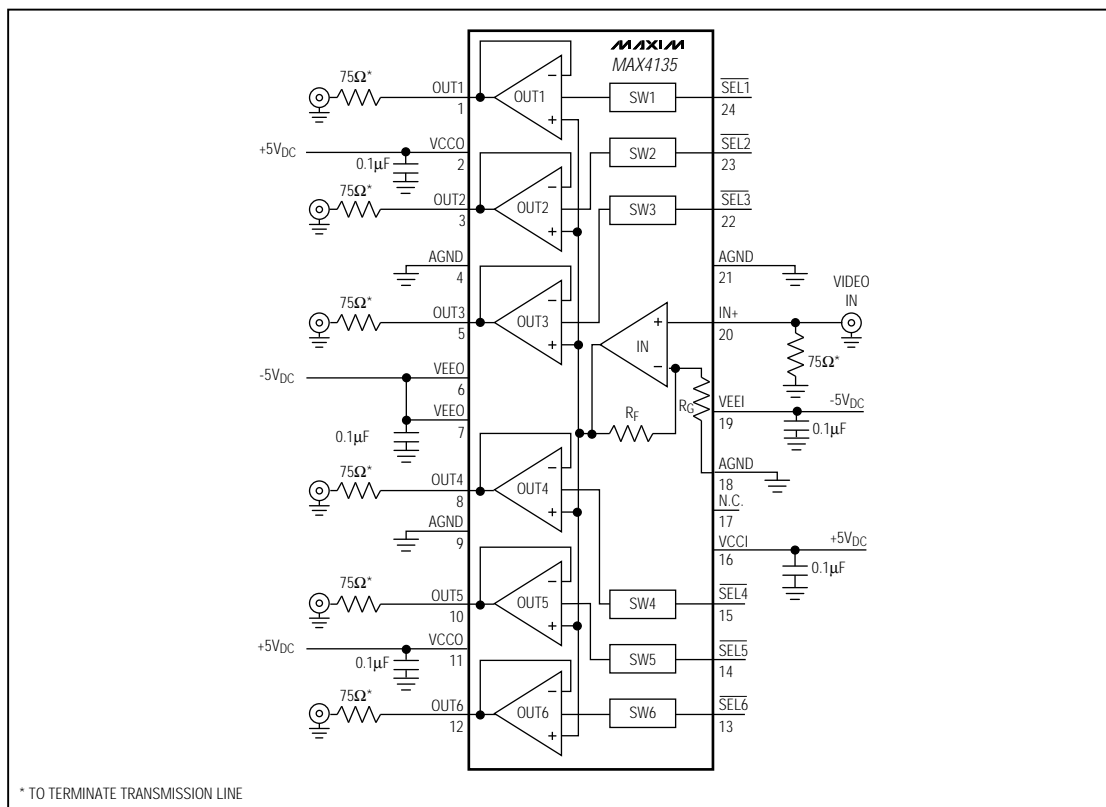 MAXIM
MAX4135
75Ω*
OUT1
1
OUT1
SW1
SEL1
24
+5VDC
VCCO
2
0.1µF
SW2
SEL2
23
75Ω*
OUT2
3
OUT2
SW3
SEL3
22
AGND
4
AGND
21
75Ω*
OUT3
5
OUT3
IN
IN+
20
VIDEO
IN
75Ω*
-5VDC
VEEO
6
VEEO
7
0.1µF
RF
RG
VEEI
19
-5VDC
0.1µF
75Ω*
OUT4
8
OUT4
AGND
18
N.C.
17
AGND
9
VCCI
16
+5VDC
0.1µF
75Ω*
OUT5
10
OUT5
SW4
SEL4
15
+5VDC
VCCO
11
0.1µF
SW5
SEL5
14
75Ω*
OUT6
12
OUT6
SW6
SEL6
13
* TO TERMINATE TRANSMISSION LINE